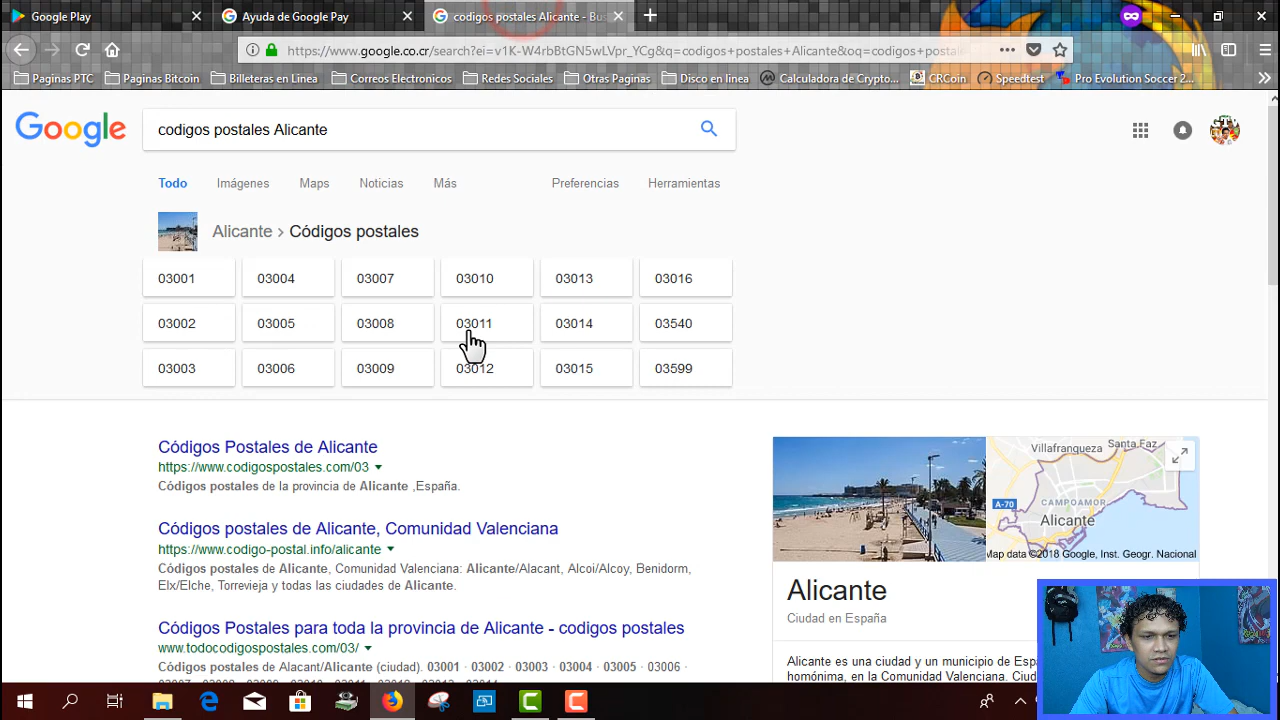 Google Play
Ayuda de Google Pay
codigos postales Alicante - Bus
https://www.google.co.cr/search?ei=v1K-W4rbBtGN5wLVpr_YCg&q=codigos+postales+Alicante&oq=codigos+postale
Paginas PTC
Paginas Bitcoin
Billeteras en Linea
Correos Electronicos
Redes Sociales
Otras Paginas
Disco en linea
Calculadora de Crypto...
CRCoin
Speedtest
Pro Evolution Soccer 2...
Google
codigos postales Alicante
Todo Imágenes Maps Noticias Más Preferencias Herramientas
Alicante > Códigos postales
03001 03004 03007 03010 03013 03016
03002 03005 03008 03011 03014 03540
03003 03006 03009 03012 03015 03599
Códigos Postales de Alicante
https://www.codigospostales.com/03
Códigos postales de la provincia de Alicante ,España.
Códigos postales de Alicante, Comunidad Valenciana
https://www.codigo-postal.info/alicante
Códigos postales de Alicante, Comunidad Valenciana: Alicante/Alacant, Alcoi/Alcoy, Benidorm,
Elx/Elche, Torrevieja y todas las ciudades de Alicante.
Códigos Postales para toda la provincia de Alicante - codigos postales
www.todocodigospostales.com/03/
Códigos postales de Alacant/Alicante (ciudad). 03001 · 03002 · 03003 · 03004 · 03005 · 03006 ·
Villafranqueza
Santa Faz
A-70
CAMPOAMOR
Alicante
Map data ©2018 Google, Inst. Geogr. Nacional
Alicante
Ciudad en España
Alicante es una ciudad y un municipio de Esp
homónima, en la Comunidad Valenciana. Ciud